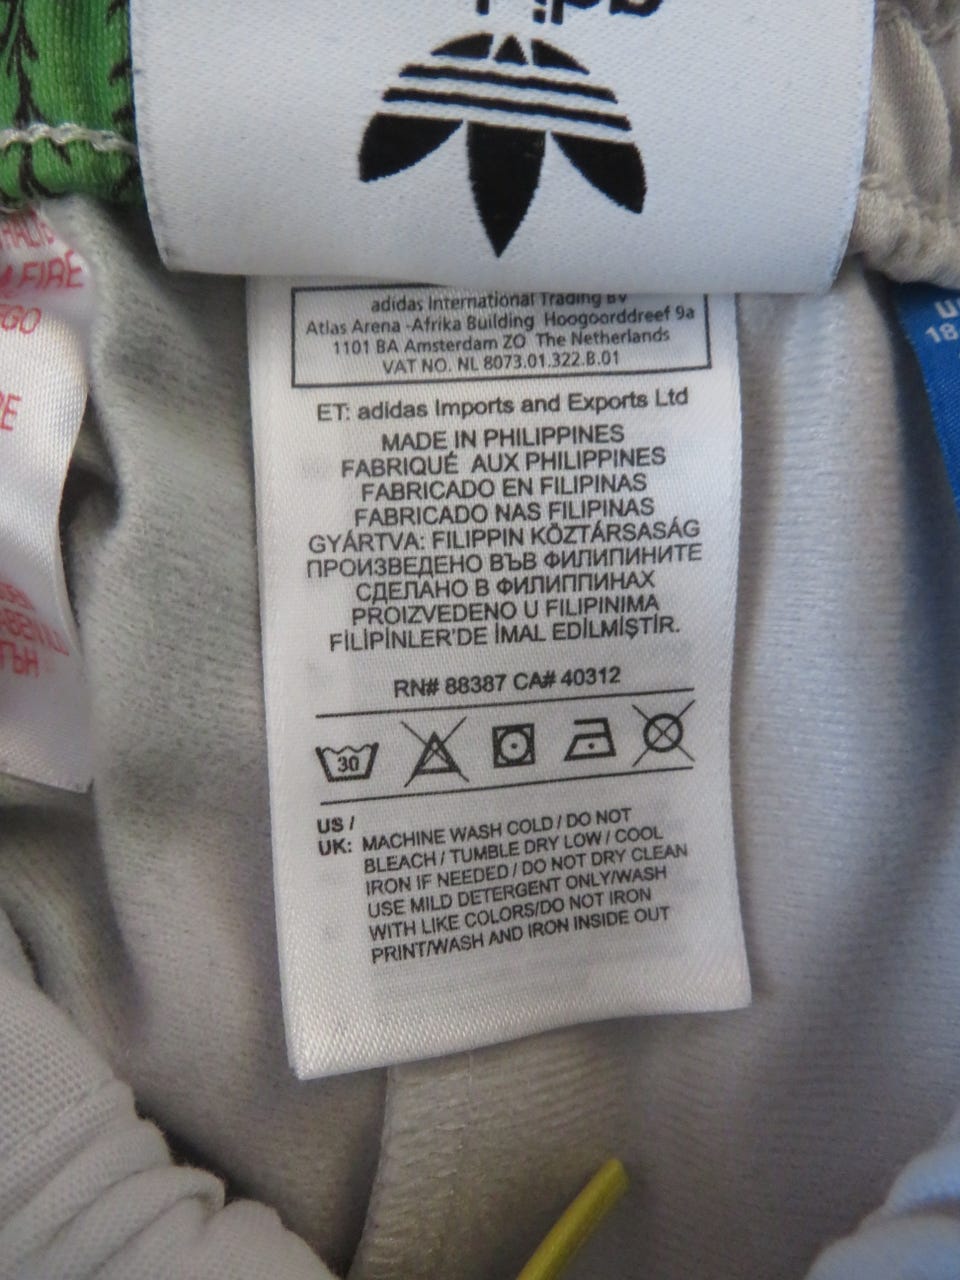 adidas International Trading BV
Atlas Arena -Afrika Building Hoogoorddreef 9a
1101 BA Amsterdam ZO The Netherlands
VAT NO. NL 8073.01.322.B.01
ET: adidas Imports and Exports Ltd
MADE IN PHILIPPINES
FABRIQUÉ AUX PHILIPPINES
FABRICADO EN FILIPINAS
FABRICADO NAS FILIPINAS
GYÁRTVA: FILIPPIN KÖZTÁRSASÁG
ПРОИЗВЕДЕНО ВЪВ ФИЛИПИНИТЕ
СДЕЛАНО В ФИЛИППИНАХ
PROIZVEDENO U FILIPINIMA
FİLİPİNLER'DE İMAL EDİLMİŞTİR.
RN# 88387 CA# 40312
30
US /
UK: MACHINE WASH COLD / DO NOT
BLEACH / TUMBLE DRY LOW / COOL
IRON IF NEEDED / DO NOT DRY CLEAN
USE MILD DETERGENT ONLY/WASH
WITH LIKE COLORS/DO NOT IRON
PRINT/WASH AND IRON INSIDE OUT
FIRE